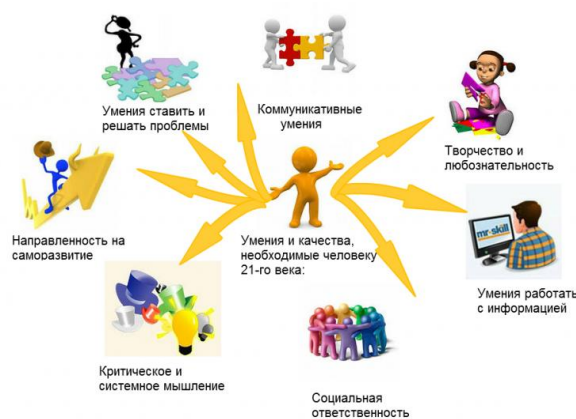 Умения ставить и
решать проблемы
Коммуникативные
умения
Творчество и
любознательность
Направленность на
саморазвитие
Умения и качества,
необходимые человеку
21-го века:
mr-skill
Умения работать
с информацией
Критическое и
системное мышление
Социальная
ответственность